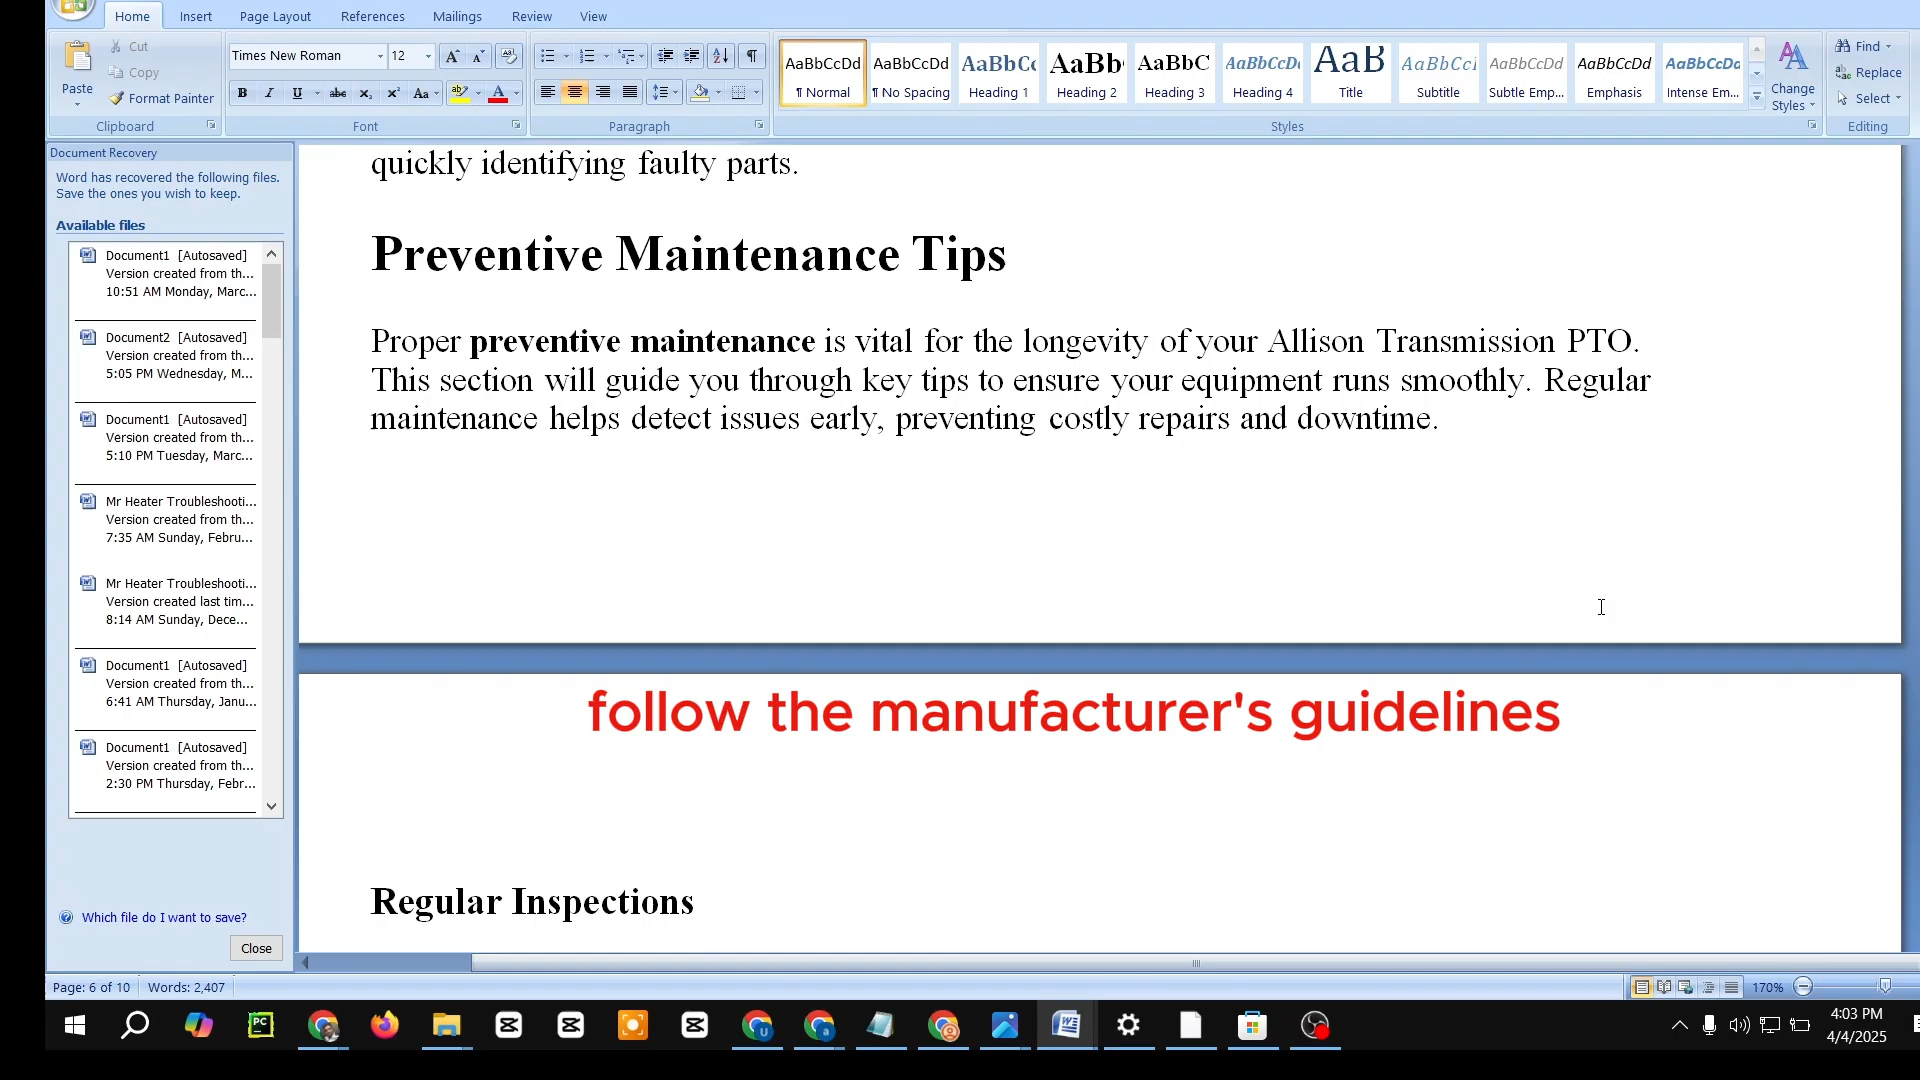 Home Insert Page Layout References Mailings Review View
Cut
Copy
Format Painter
Paste
Clipboard
Times New Roman 12
Font
Paragraph
AaBbCcDd AaBbCcDd AaBbCc AaBb AaBbC AaBbCcDc AaB AaBbCcI AaBbCcDd AaBbCcDd AaBbCcDd
¶ Normal ¶ No Spacing Heading 1 Heading 2 Heading 3 Heading 4 Title Subtitle Subtle Emp... Emphasis Intense Em...
Styles
Change
Styles
Find
Replace
Select
Editing
Document Recovery
Word has recovered the following files.
Save the ones you wish to keep.
Available files
Document1 [Autosaved]
Version created from th...
10:51 AM Monday, Marc...
Document2 [Autosaved]
Version created from th...
5:05 PM Wednesday, M...
Document1 [Autosaved]
Version created from th...
5:10 PM Tuesday, Marc...
Mr Heater Troubleshooti...
Version created from th...
7:35 AM Sunday, Febru...
Mr Heater Troubleshooti...
Version created last tim...
8:14 AM Sunday, Dece...
Document1 [Autosaved]
Version created from th...
6:41 AM Thursday, Janu...
Document1 [Autosaved]
Version created from th...
2:30 PM Thursday, Febr...
Which file do I want to save?
Close
quickly identifying faulty parts.
Preventive Maintenance Tips
Proper preventive maintenance is vital for the longevity of your Allison Transmission PTO.
This section will guide you through key tips to ensure your equipment runs smoothly. Regular
maintenance helps detect issues early, preventing costly repairs and downtime.
follow the manufacturer's guidelines
Regular Inspections
Page: 6 of 10 Words: 2,407
170%
4:03 PM
4/4/2025